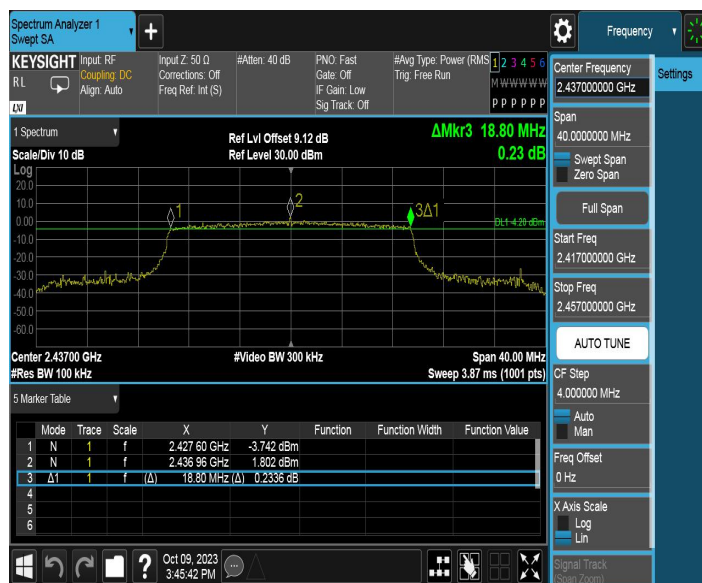 Spectrum Analyzer 1
Swept SA
Frequency
KEYSIGHT
RL
LXI
Input: RF
Coupling: DC
Align: Auto
Input Z: 50 Ω
Corrections: Off
Freq Ref: Int (S)
#Atten: 40 dB
PNO: Fast
Gate: Off
IF Gain: Low
Sig Track: Off
#Avg Type: Power (RMS
Trig: Free Run
1 2 3 4 5 6
M W W W W W
P P P P P P
1 Spectrum
Scale/Div 10 dB
Ref Lvl Offset 9.12 dB
Ref Level 30.00 dBm
ΔMkr3 18.80 MHz
0.23 dB
Log
20.0
10.0
0.00
-10.0
-20.0
-30.0
-40.0
-50.0
-60.0
1
2
3Δ1
DL1 -4.20 dBm
Center 2.43700 GHz
#Video BW 300 kHz
Span 40.00 MHz
#Res BW 100 kHz
Sweep 3.87 ms (1001 pts)
5 Marker Table
Mode Trace Scale X Y Function Function Width Function Value
1 N 1 f 2.427 60 GHz -3.742 dBm
2 N 1 f 2.436 96 GHz 1.802 dBm
3 Δ1 1 f (Δ) 18.80 MHz (Δ) 0.2336 dB
4
5
6
?
Oct 09, 2023
3:45:42 PM
Center Frequency
2.437000000 GHz
Settings
Span
40.0000000 MHz
Swept Span
Zero Span
Full Span
Start Freq
2.417000000 GHz
Stop Freq
2.457000000 GHz
AUTO TUNE
CF Step
4.000000 MHz
Auto
Man
Freq Offset
0 Hz
X Axis Scale
Log
Lin
Signal Track
(Span Zoom)